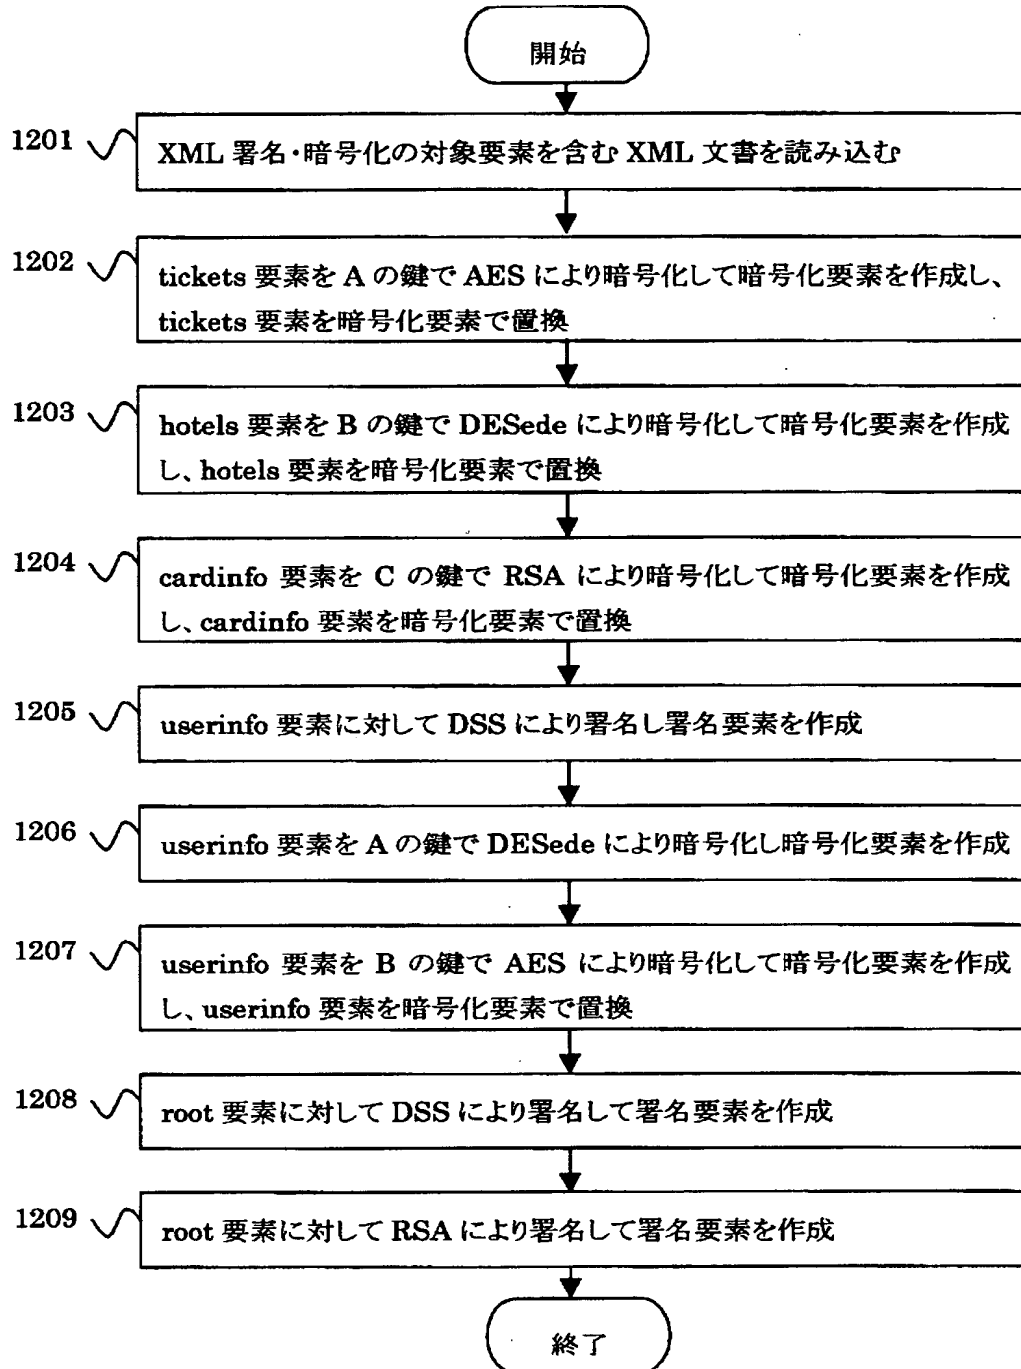 開始
1201
XML 署名・暗号化の対象要素を含む XML 文書を読み込む
1202
tickets 要素を A の鍵で AES により暗号化して暗号化要素を作成し、
tickets 要素を暗号化要素で置換
1203
hotels 要素を B の鍵で DESede により暗号化して暗号化要素を作成
し、hotels 要素を暗号化要素で置換
1204
cardinfo 要素を C の鍵で RSA により暗号化して暗号化要素を作成
し、cardinfo 要素を暗号化要素で置換
1205
userinfo 要素に対して DSS により署名し署名要素を作成
1206
userinfo 要素を A の鍵で DESede により暗号化し暗号化要素を作成
1207
userinfo 要素を B の鍵で AES により暗号化して暗号化要素を作成
し、userinfo 要素を暗号化要素で置換
1208
root 要素に対して DSS により署名して署名要素を作成
1209
root 要素に対して RSA により署名して署名要素を作成
終了